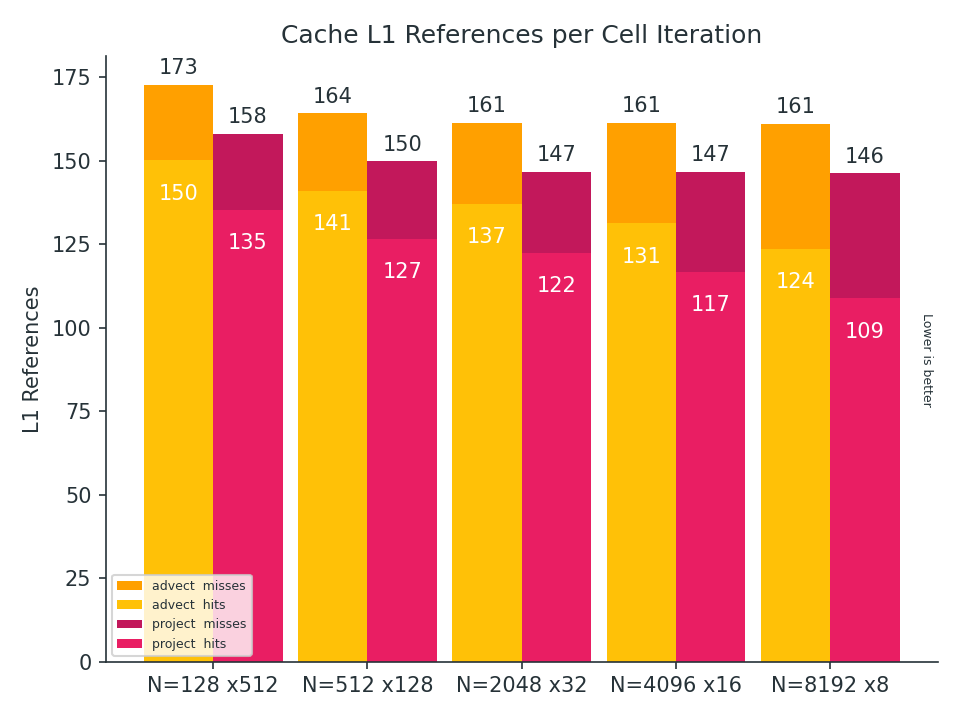 Cache L1 References per Cell Iteration
L1 References
175
150
125
100
75
50
25
0
173
158
164
150
161
147
161
147
161
146
150
135
141
127
137
122
131
117
124
109
Lower is better
advect misses
advect hits
project misses
project hits
N=128 x512
N=512 x128
N=2048 x32
N=4096 x16
N=8192 x8